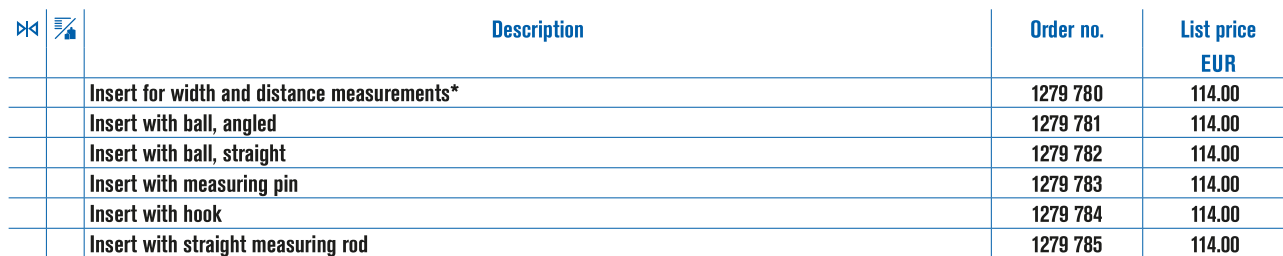 Description Order no. List price
EUR
Insert for width and distance measurements* 1279 780 114.00
Insert with ball, angled 1279 781 114.00
Insert with ball, straight 1279 782 114.00
Insert with measuring pin 1279 783 114.00
Insert with hook 1279 784 114.00
Insert with straight measuring rod 1279 785 114.00